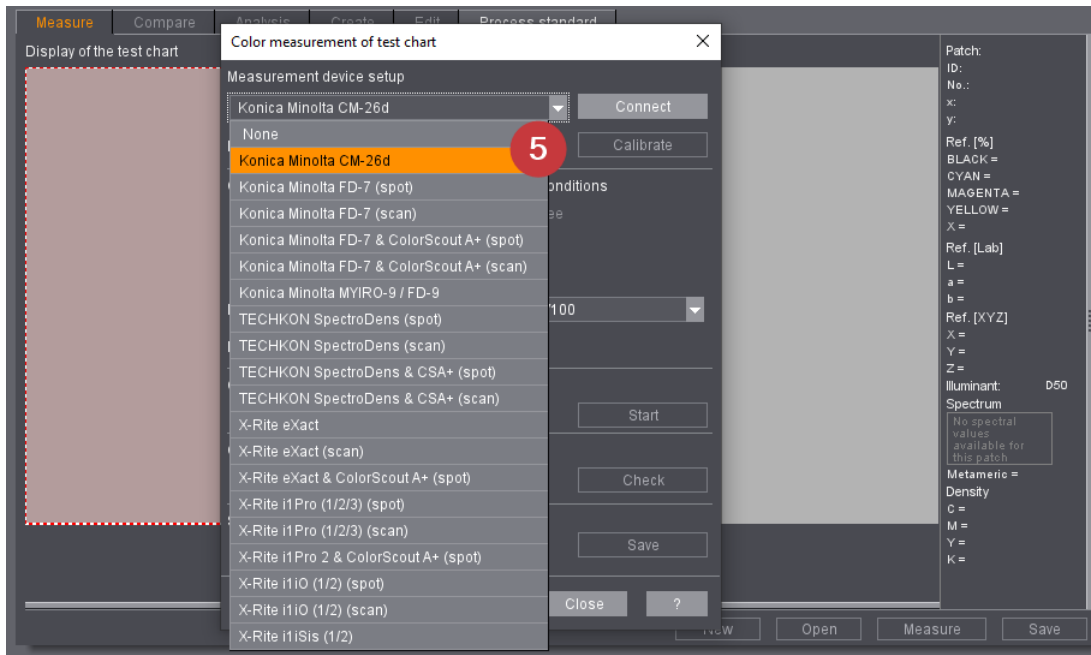 Measure Compare Analysis Create Edit Process standard
Display of the test chart
Color measurement of test chart
Measurement device setup
Konica Minolta CM-26d
Connect
None
Konica Minolta CM-26d
5
Calibrate
Konica Minolta FD-7 (spot)
Konica Minolta FD-7 (scan)
Konica Minolta FD-7 & ColorScout A+ (spot)
Konica Minolta FD-7 & ColorScout A+ (scan)
Konica Minolta MYIRO-9 / FD-9
TECHKON SpectroDens (spot)
TECHKON SpectroDens (scan)
TECHKON SpectroDens & CSA+ (spot)
TECHKON SpectroDens & CSA+ (scan)
X-Rite eXact
X-Rite eXact (scan)
X-Rite eXact & ColorScout A+ (spot)
X-Rite i1Pro (1/2/3) (spot)
X-Rite i1Pro (1/2/3) (scan)
X-Rite i1Pro 2 & ColorScout A+ (spot)
X-Rite i1iO (1/2) (spot)
X-Rite i1iO (1/2) (scan)
X-Rite i1iSis (1/2)
Start
Check
Save
Close
?
New
Open
Measure
Save
Patch:
ID:
No.:
x:
y:
Ref. [%]
BLACK =
CYAN =
MAGENTA =
YELLOW =
X =
Ref. [Lab]
L =
a =
b =
Ref. [XYZ]
X =
Y =
Z =
Illuminant: D50
Spectrum
No spectral
values
available for
this patch
Metameric =
Density
C =
M =
Y =
K =